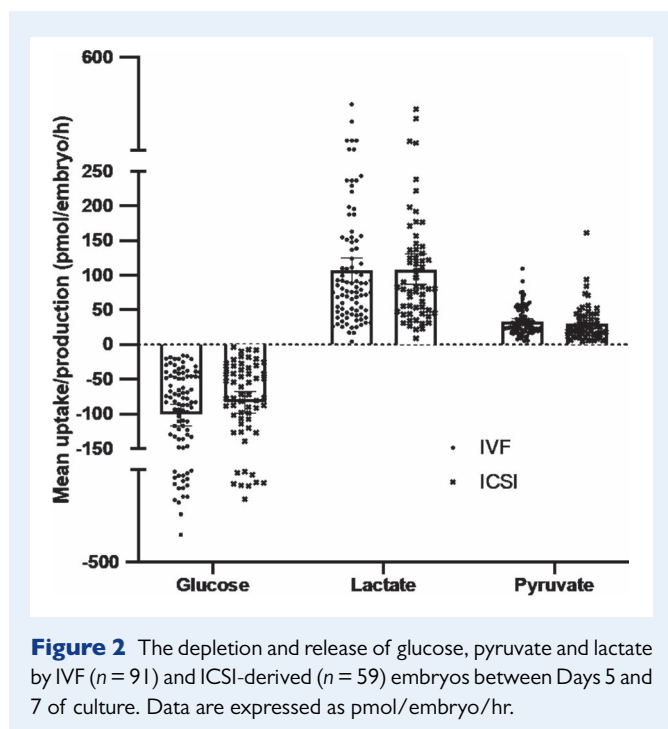 Mean uptake/production (pmol/embryo/h)
600
250
200
150
100
50
0
-50
-100
-150
-500
IVF
ICSI
Glucose Lactate Pyruvate
Figure 2 The depletion and release of glucose, pyruvate and lactate
by IVF (n = 91) and ICSI-derived (n = 59) embryos between Days 5 and
7 of culture. Data are expressed as pmol/embryo/hr.